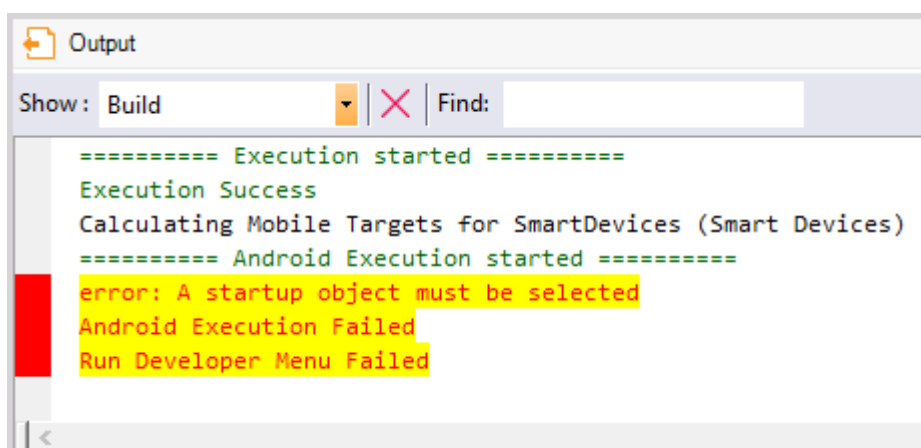 Output
Show: Build Find:
========== Execution started ==========
Execution Success
Calculating Mobile Targets for SmartDevices (Smart Devices)
========== Android Execution started ==========
error: A startup object must be selected
Android Execution Failed
Run Developer Menu Failed